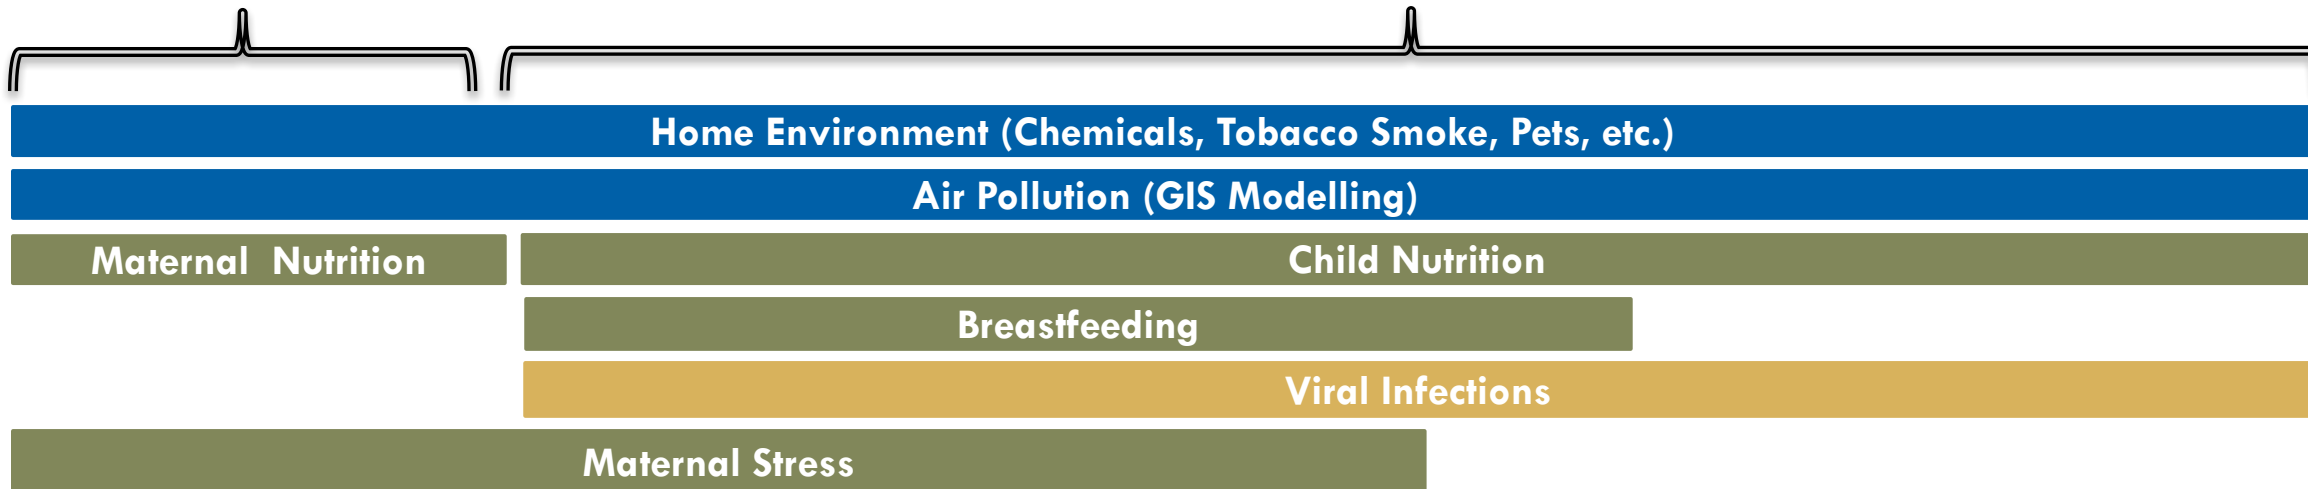 Home Environment (Chemicals, Tobacco Smoke, Pets, etc.)
Air Pollution (GIS Modelling)
Maternal Nutrition
Child Nutrition
Breastfeeding
Viral Infections
Maternal Stress